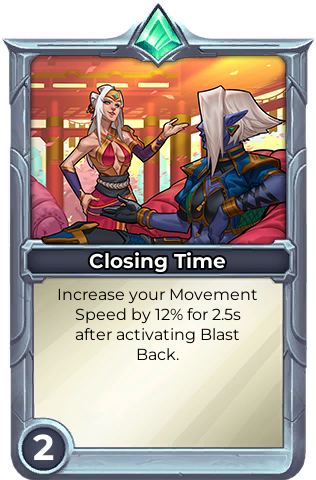 Closing Time
Increase your Movement
Speed by 12% for 2.5s
after activating Blast
Back.
2